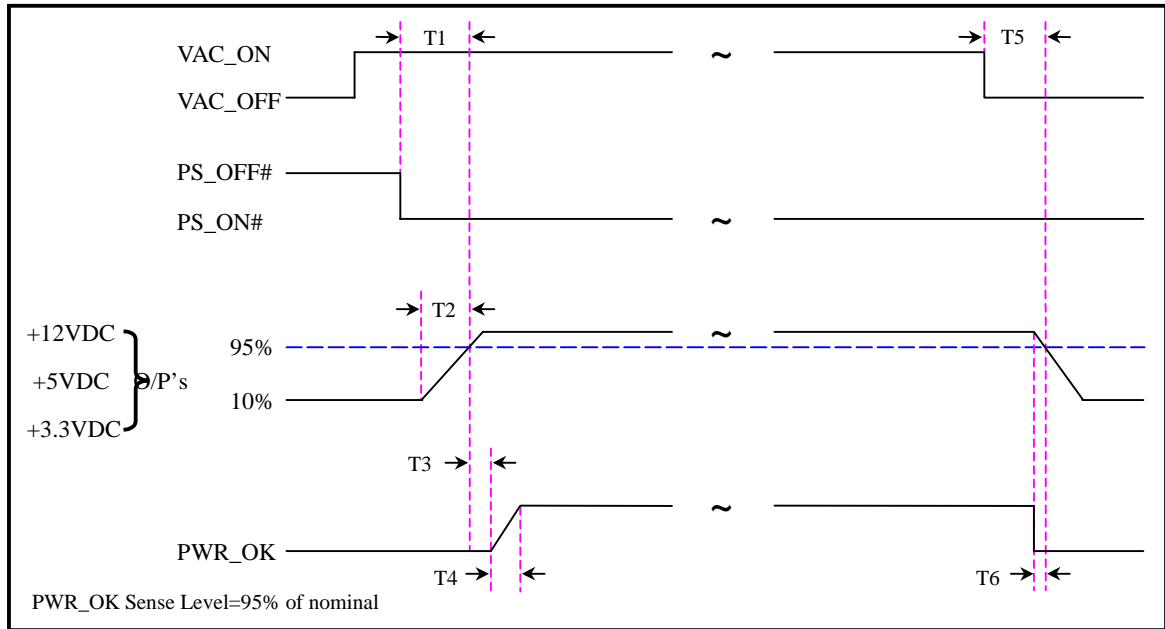 T1
T5
VAC_ON
~
VAC_OFF
PS_OFF#
PS_ON#
~
T2
+12VDC
95%
~
+5VDC
O/P's
10%
+3.3VDC
T3
~
PWR_OK
T4
T6
PWR_OK Sense Level=95% of nominal